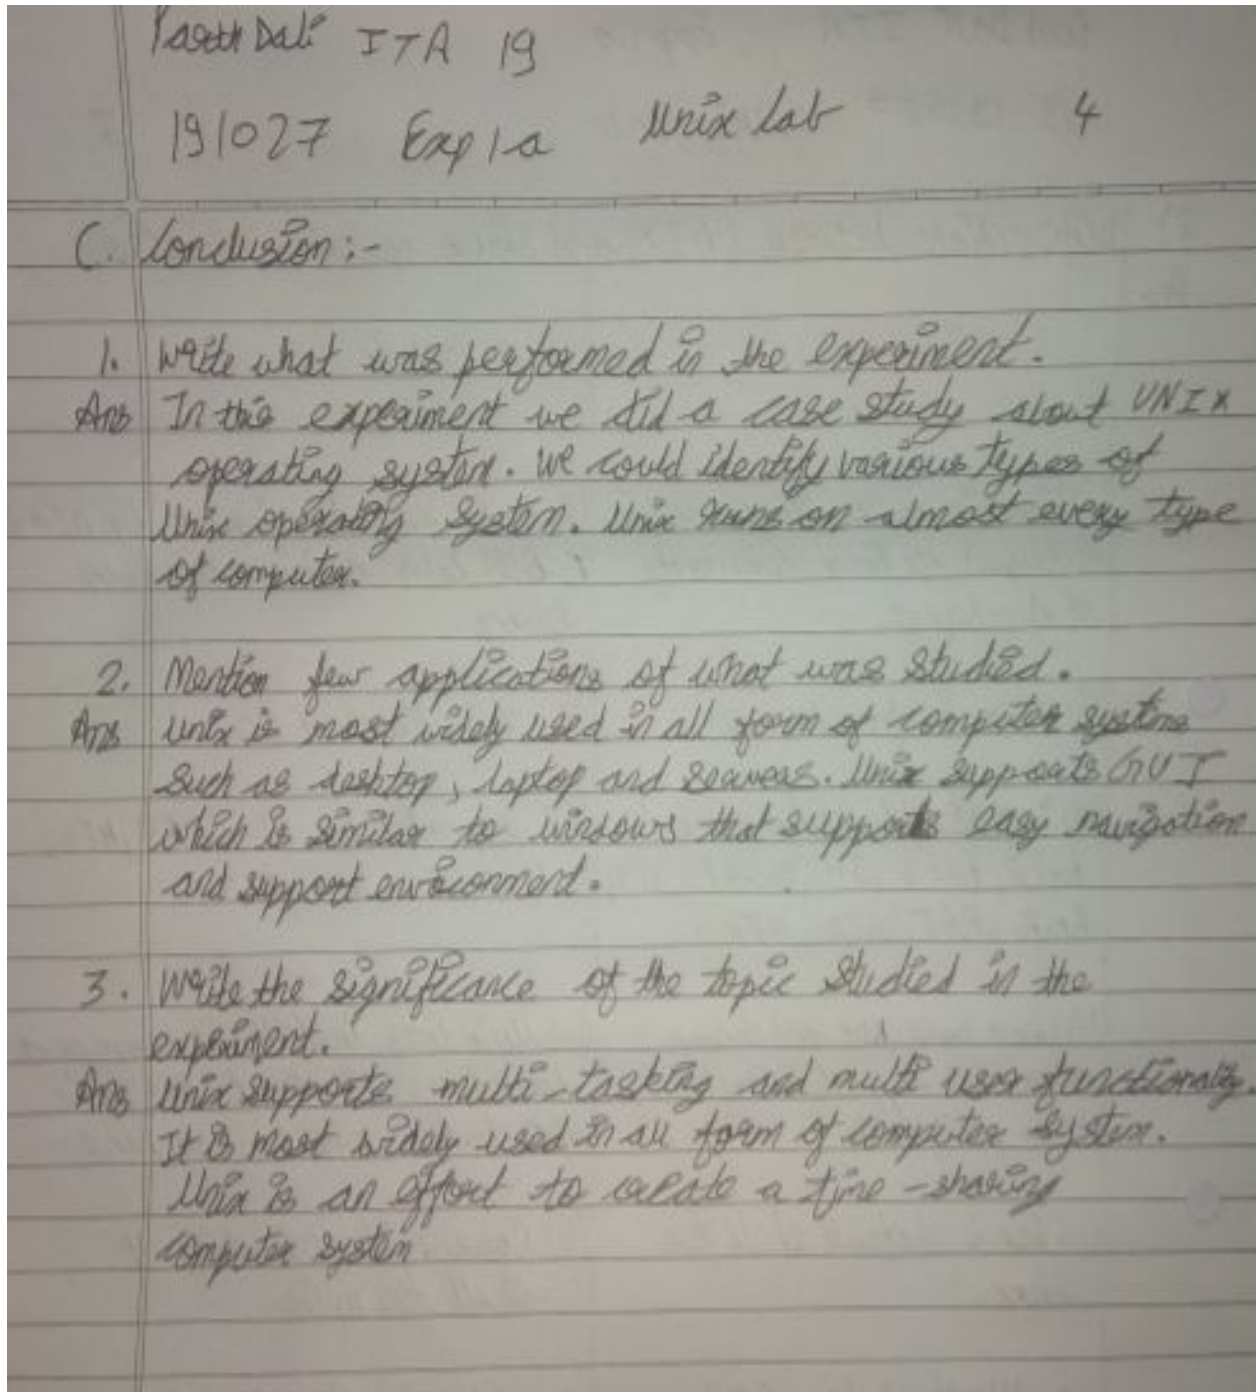 Parth Dali ITA 19
191027 Exp 1-a Unix Lab 4
C. Conclusion :-
1. Write what was performed in the experiment.
Ans In this experiment we did a case study about UNIX
operating system. We could identify various types of
Unix operating system. Unix runs on almost every type
of computer.
2. Mention few applications of what was studied.
Ans Unix is most widely used in all form of computer systems
such as desktop, laptop and servers. Unix supports GUI
which is similar to windows that supports easy navigation
and support environment.
3. Write the significance of the topic studied in the
experiment.
Ans Unix supports multi-tasking and multi user functionality.
It is most widely used in all form of computer system.
Unix is an effort to create a time-sharing
computer system